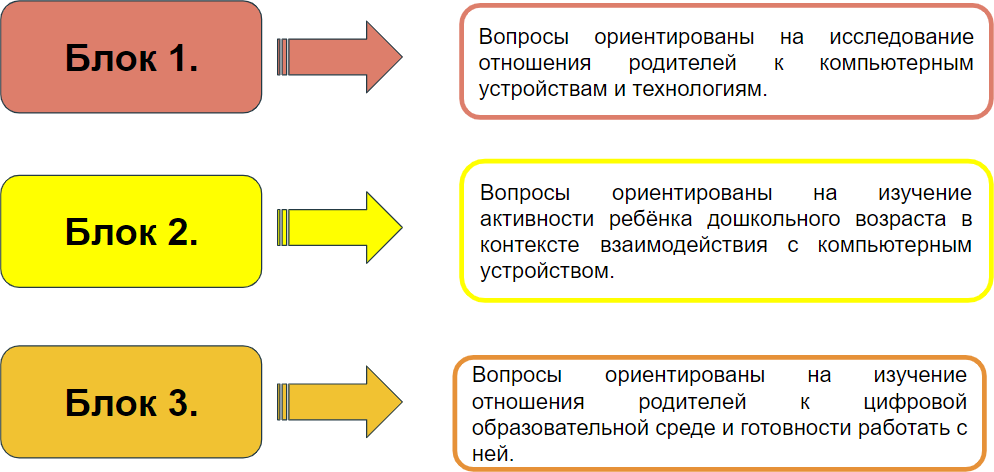 Блок 1.
Вопросы ориентированы на исследование
отношения родителей к компьютерным
устройствам и технологиям.
Блок 2.
Вопросы ориентированы на изучение
активности ребёнка дошкольного возраста в
контексте взаимодействия с компьютерным
устройством.
Блок 3.
Вопросы ориентированы на изучение
отношения родителей к цифровой
образовательной среде и готовности работать с
ней.